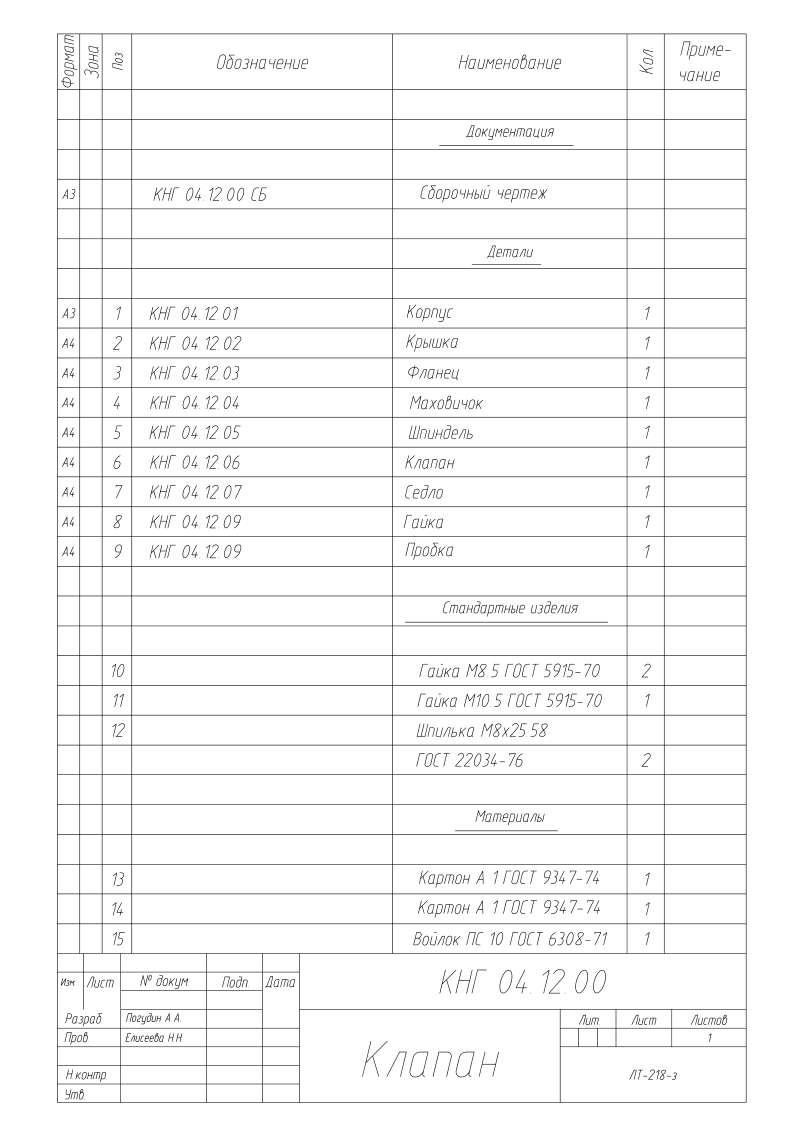 Формат Зона Поз. Обозначение Наименование Кол. Приме-
чание
Документация
А3 КНГ 04.12.00 СБ Сборочный чертеж
Детали
А3 1 КНГ 04.12.01 Корпус 1
А4 2 КНГ 04.12.02 Крышка 1
А4 3 КНГ 04.12.03 Фланец 1
А4 4 КНГ 04.12.04 Маховичок 1
А4 5 КНГ 04.12.05 Шпиндель 1
А4 6 КНГ 04.12.06 Клапан 1
А4 7 КНГ 04.12.07 Седло 1
А4 8 КНГ 04.12.09 Гайка 1
А4 9 КНГ 04.12.09 Пробка 1
Стандартные изделия
10 Гайка М8.5 ГОСТ 5915-70 2
11 Гайка М10.5 ГОСТ 5915-70 1
12 Шпилька М8х25.58
ГОСТ 22034-76 2
Материалы
13 Картон А 1 ГОСТ 9347-74 1
14 Картон А 1 ГОСТ 9347-74 1
15 Войлок ПС 10 ГОСТ 6308-71 1
Изм Лист № докум. Подп. Дата
КНГ 04.12.00
Разраб. Погудин А.А.
Пров. Елисеева Н.Н.
Н.контр.
Утв.
Клапан
Лит. Лист Листов
1
ЛТ-218-з